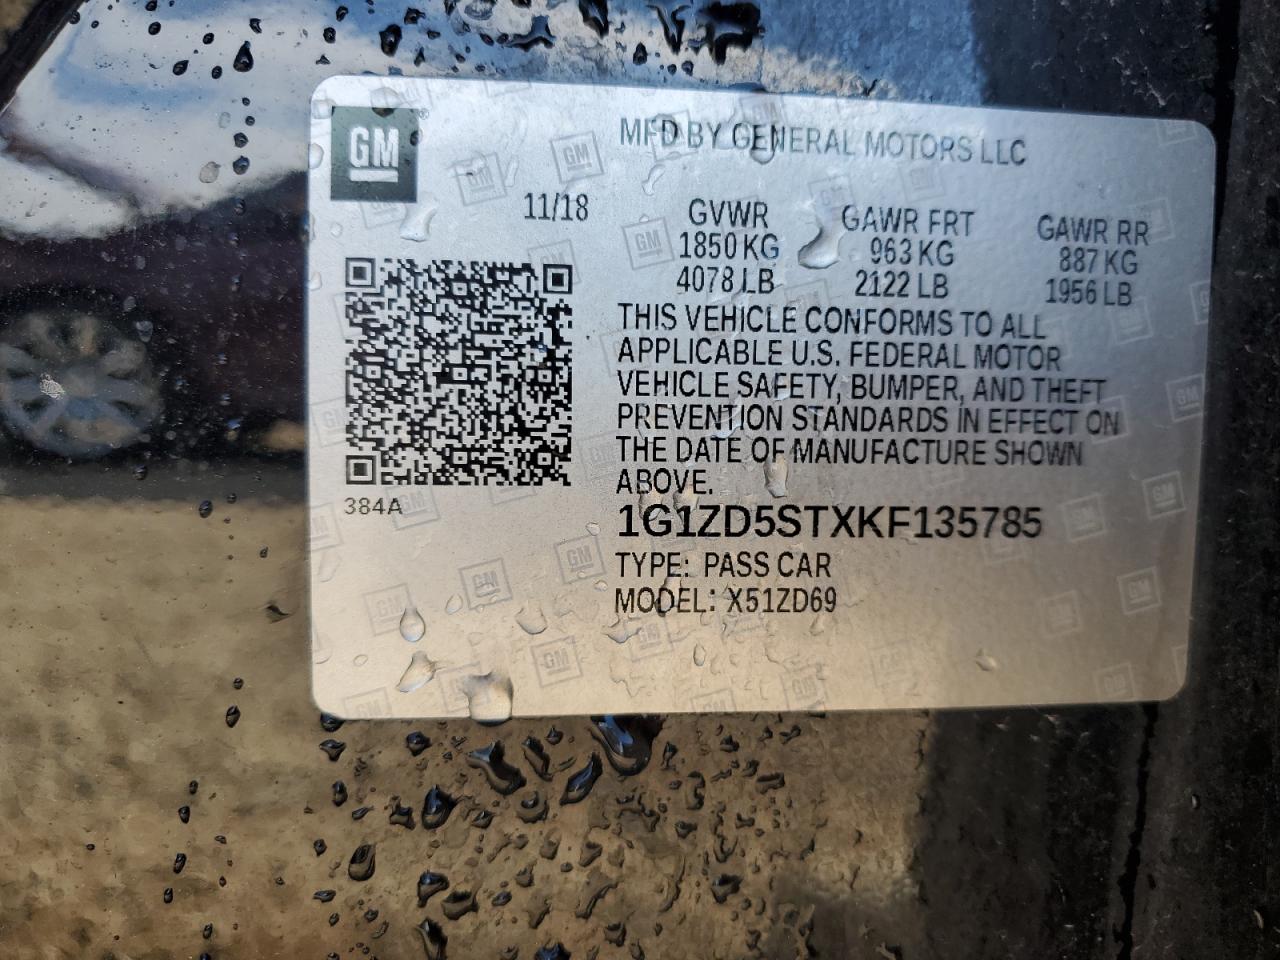 GM
MFD BY GENERAL MOTORS LLC
11/18
GVWR GAWR FRT GAWR RR
1850 KG 963 KG 887 KG
4078 LB 2122 LB 1956 LB
THIS VEHICLE CONFORMS TO ALL
APPLICABLE U.S. FEDERAL MOTOR
VEHICLE SAFETY, BUMPER, AND THEFT
PREVENTION STANDARDS IN EFFECT ON
THE DATE OF MANUFACTURE SHOWN
ABOVE.
384A
1G1ZD5STXKF135785
TYPE: PASS CAR
MODEL: X51ZD69